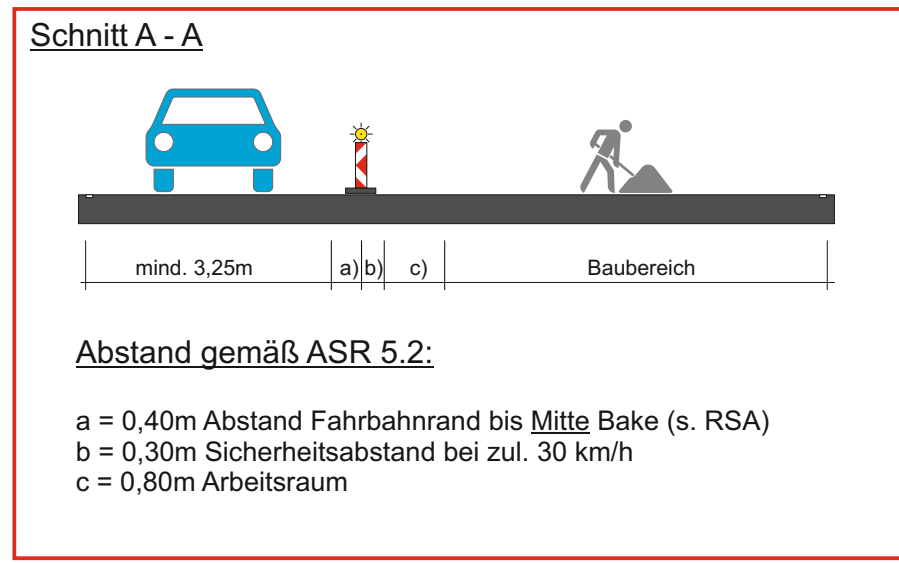 Schnitt A - A
mind. 3,25m a) b) c) Baubereich
Abstand gemäß ASR 5.2:
a = 0,40m Abstand Fahrbahnrand bis Mitte Bake (s. RSA)
b = 0,30m Sicherheitsabstand bei zul. 30 km/h
c = 0,80m Arbeitsraum